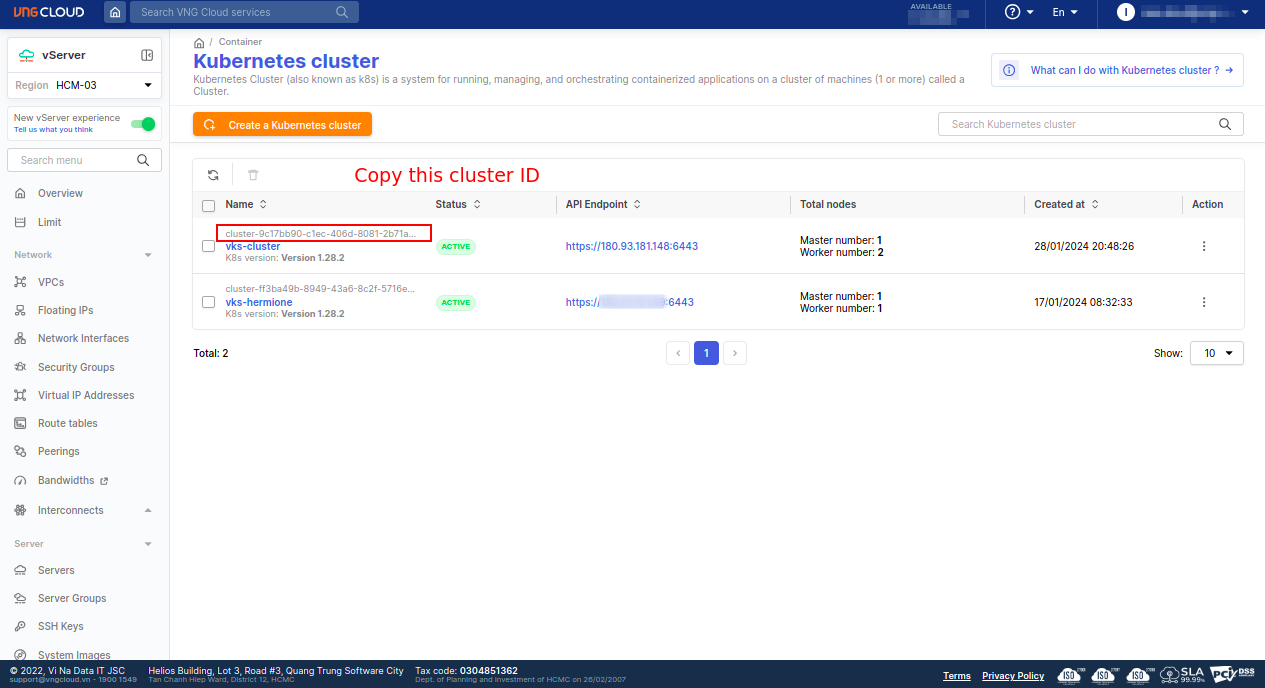 VNG CLOUD
Search VNG Cloud services
AVAILABLE
En
I
vServer
Region HCM-03
New vServer experience
Tell us what you think
Search menu
Overview
Limit
Network
VPCs
Floating IPs
Network Interfaces
Security Groups
Virtual IP Addresses
Route tables
Peerings
Bandwidths
Interconnects
Server
Servers
Server Groups
SSH Keys
System Images
/ Container
Kubernetes cluster
Kubernetes Cluster (also known as k8s) is a system for running, managing, and orchestrating containerized applications on a cluster of machines (1 or more) called a
Cluster.
What can I do with Kubernetes cluster ? →
Create a Kubernetes cluster
Search Kubernetes cluster
Copy this cluster ID
Name Status API Endpoint Total nodes Created at Action
cluster-9c17bb90-c1ec-406d-8081-2b71a...
vks-cluster ACTIVE https://180.93.181.148:6443 Master number: 1 28/01/2024 20:48:26
K8s version: Version 1.28.2 Worker number: 2
cluster-ff3ba49b-8949-43a6-8c2f-5716e...
vks-hermione ACTIVE https:// :6443 Master number: 1 17/01/2024 08:32:33
K8s version: Version 1.28.2 Worker number: 1
Total: 2
1
Show: 10
© 2022, Vi Na Data IT JSC
support@vngcloud.vn - 1900 1549
Helios Building, Lot 3, Road #3, Quang Trung Software City
Tan Chanh Hiep Ward, District 12, HCMC
Tax code: 0304851362
Dept. of Planning and Investment of HCMC on 26/02/2007
Terms Privacy Policy
ISO ISO ISO SLA 99.99% PCI DSS